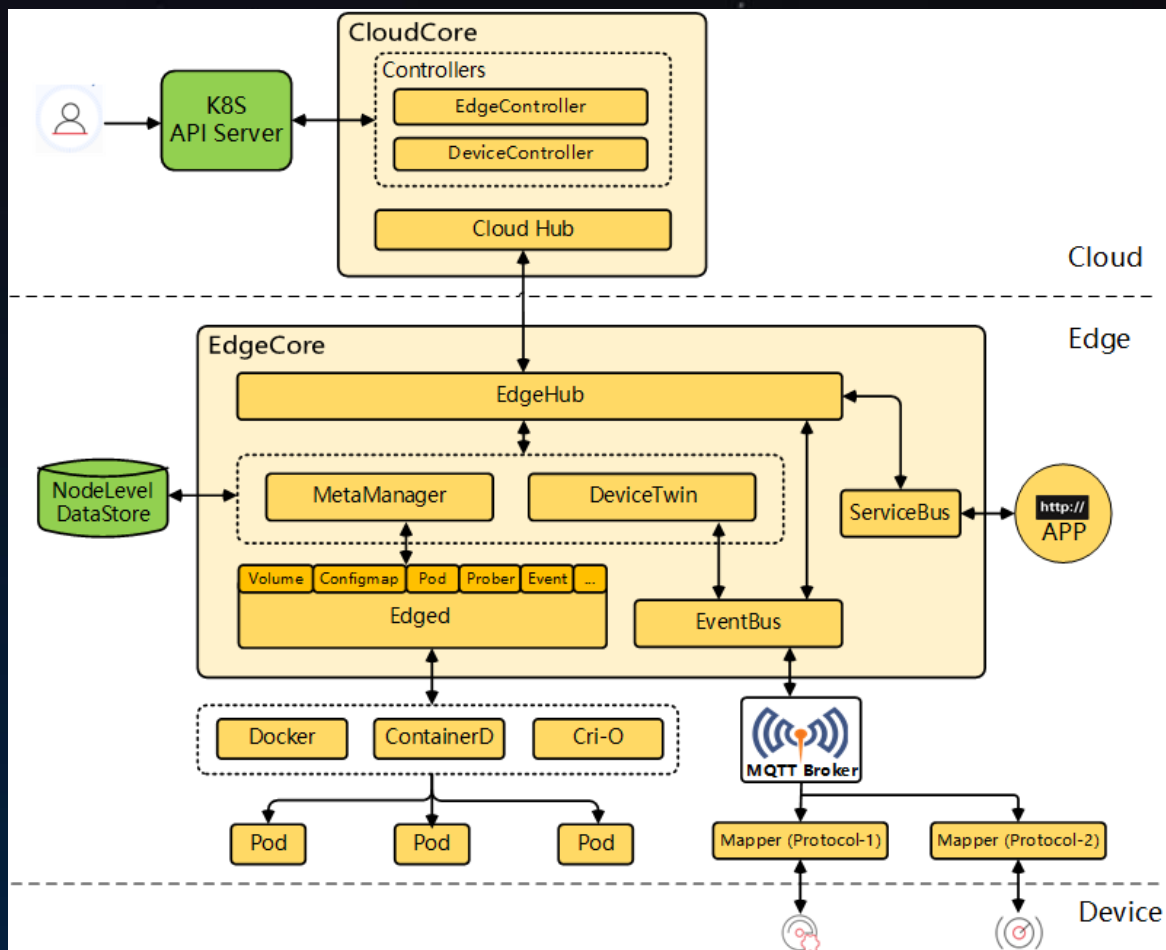 CloudCore
Controllers
EdgeController
DeviceController
K8S
API Server
Cloud Hub
Cloud
EdgeCore
Edge
EdgeHub
NodeLevel
DataStore
MetaManager
DeviceTwin
ServiceBus
http://
APP
Volume
Configmap
Pod
Prober
Event
...
Edged
EventBus
Docker
ContainerD
Cri-O
MQTT Broker
Pod
Pod
Pod
Mapper (Protocol-1)
Mapper (Protocol-2)
Device